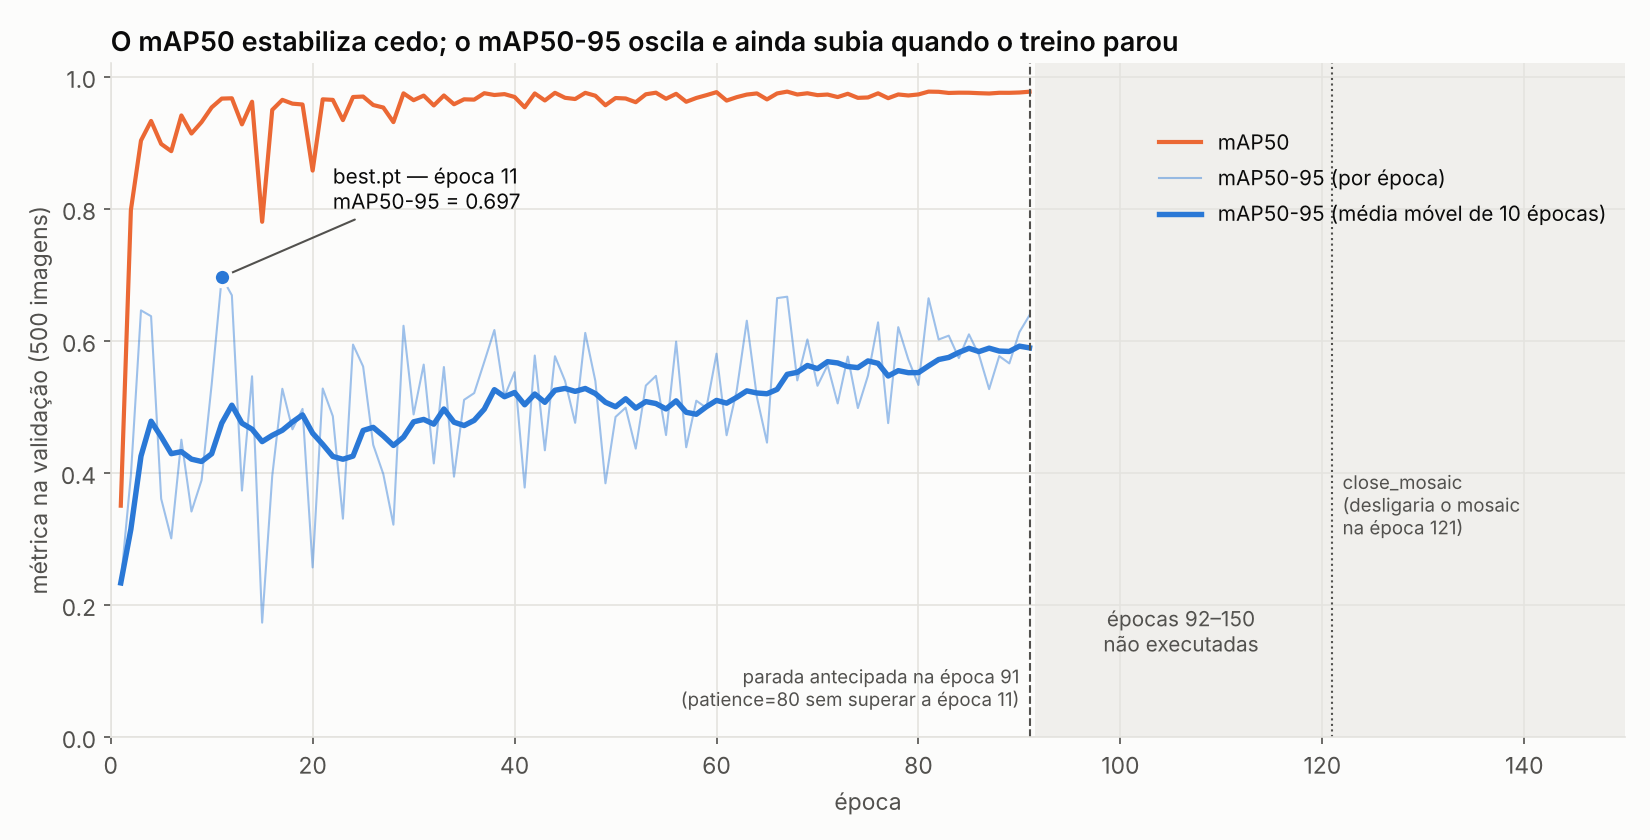 O mAP50 estabiliza cedo; o mAP50-95 oscila e ainda subia quando o treino parou
métrica na validação (500 imagens)
1.0
0.8
0.6
0.4
0.2
0.0
best.pt — época 11
mAP50-95 = 0.697
mAP50
mAP50-95 (por época)
mAP50-95 (média móvel de 10 épocas)
close_mosaic
(desligaria o mosaic
na época 121)
épocas 92–150
não executadas
parada antecipada na época 91
(patience=80 sem superar a época 11)
0
20
40
60
80
100
120
140
época